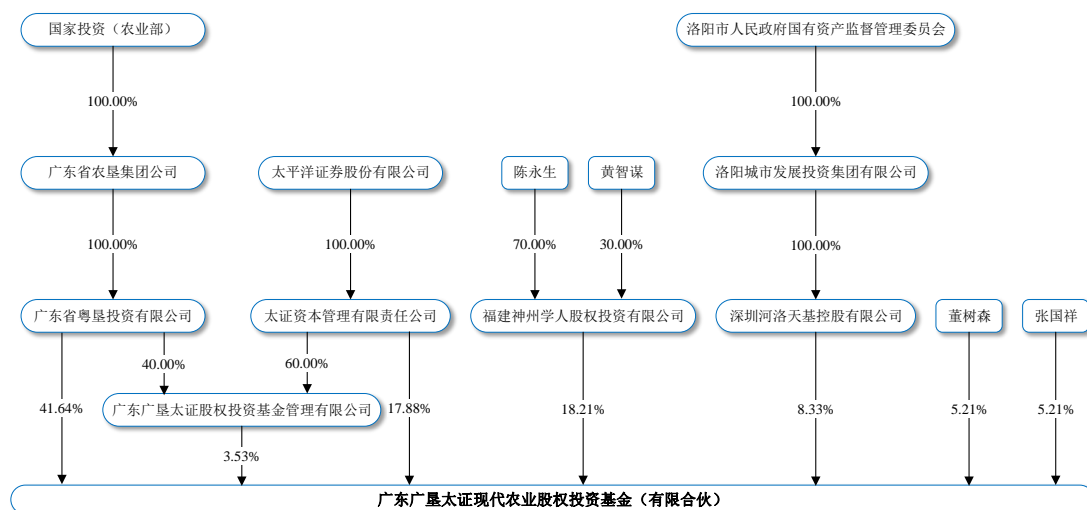 国家投资（农业部）
洛阳市人民政府国有资产监督管理委员会
100.00%
100.00%
广东省农垦集团公司
太平洋证券股份有限公司
陈永生
黄智谋
洛阳城市发展投资集团有限公司
100.00%
100.00%
70.00%
30.00%
100.00%
广东省粤垦投资有限公司
太证资本管理有限责任公司
福建神州学人股权投资有限公司
深圳河洛天基控股有限公司
董树森
张国祥
40.00%
60.00%
41.64%
广东广垦太证股权投资基金管理有限公司
17.88%
18.21%
8.33%
5.21%
5.21%
3.53%
广东广垦太证现代农业股权投资基金（有限合伙）